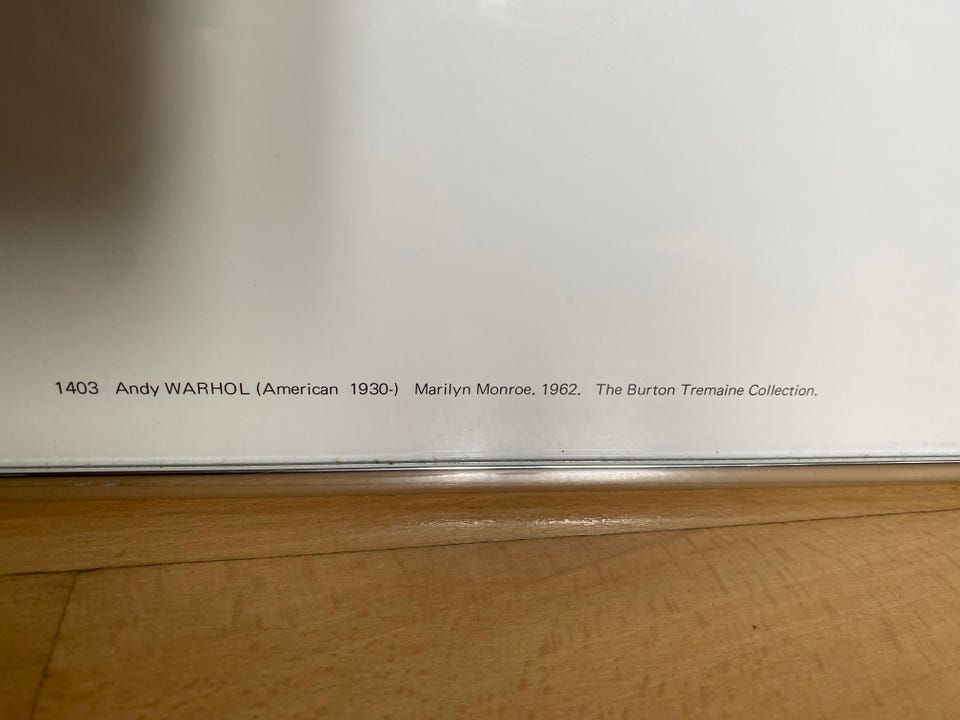 1403 Andy WARHOL (American 1930-) Marilyn Monroe. 1962. The Burton Tremaine Collection.